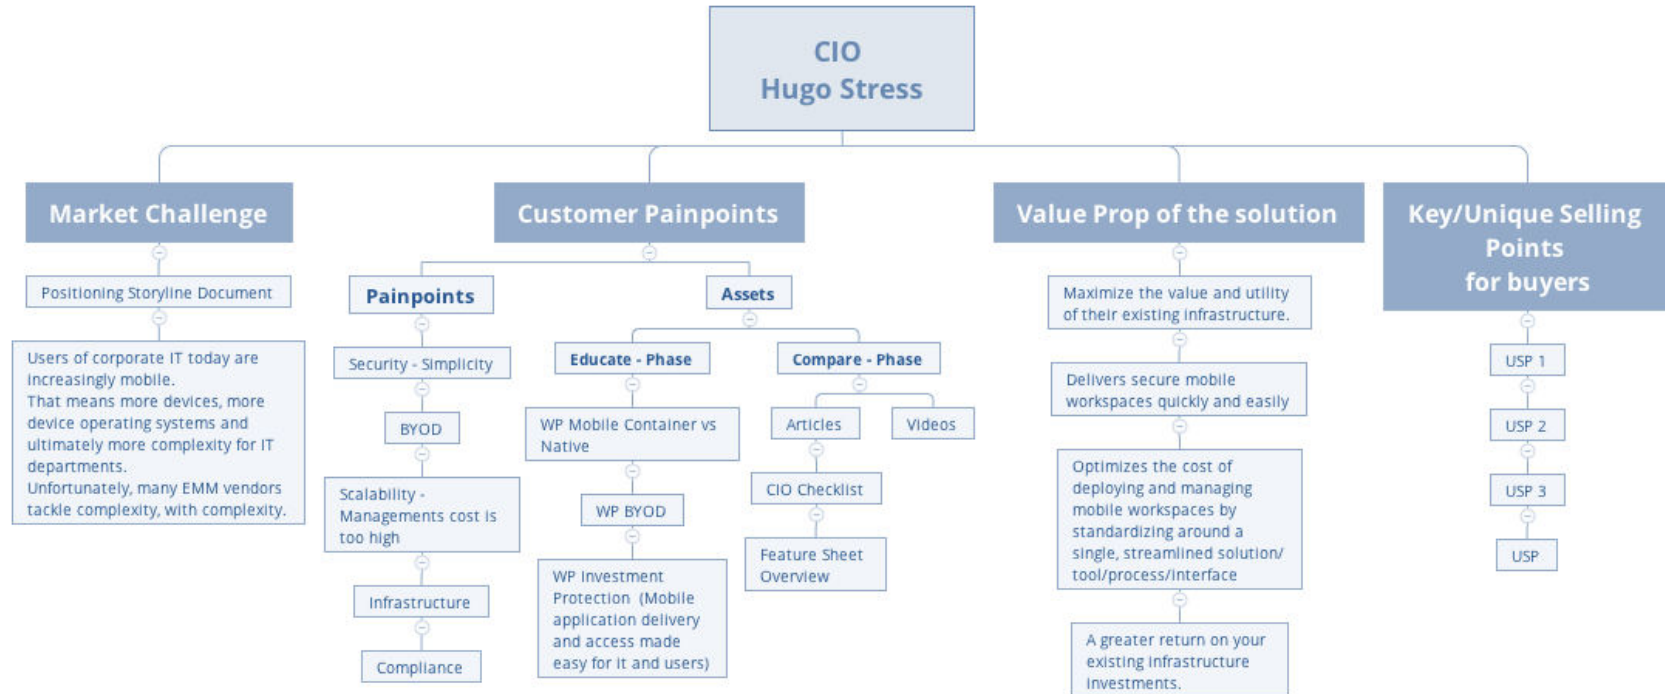 CIO
Hugo Stress
Market Challenge
Positioning Storyline Document
Users of corporate IT today are
increasingly mobile.
That means more devices, more
device operating systems and
ultimately more complexity for IT
departments.
Unfortunately, many EMM vendors
tackle complexity, with complexity.
Customer Painpoints
Painpoints
Security - Simplicity
BYOD
Scalability -
Managements cost is
too high
Infrastructure
Compliance
Assets
Educate - Phase
WP Mobile Container vs
Native
WP BYOD
WP Investment
Protection (Mobile
application delivery
and access made
easy for it and users)
Compare - Phase
Articles
CIO Checklist
Feature Sheet
Overview
Videos
Value Prop of the solution
Maximize the value and utility
of their existing infrastructure.
Delivers secure mobile
workspaces quickly and easily
Optimizes the cost of
deploying and managing
mobile workspaces by
standardizing around a
single, streamlined solution/
tool/process/interface
A greater return on your
existing infrastructure
investments.
Key/Unique Selling
Points
for buyers
USP 1
USP 2
USP 3
USP